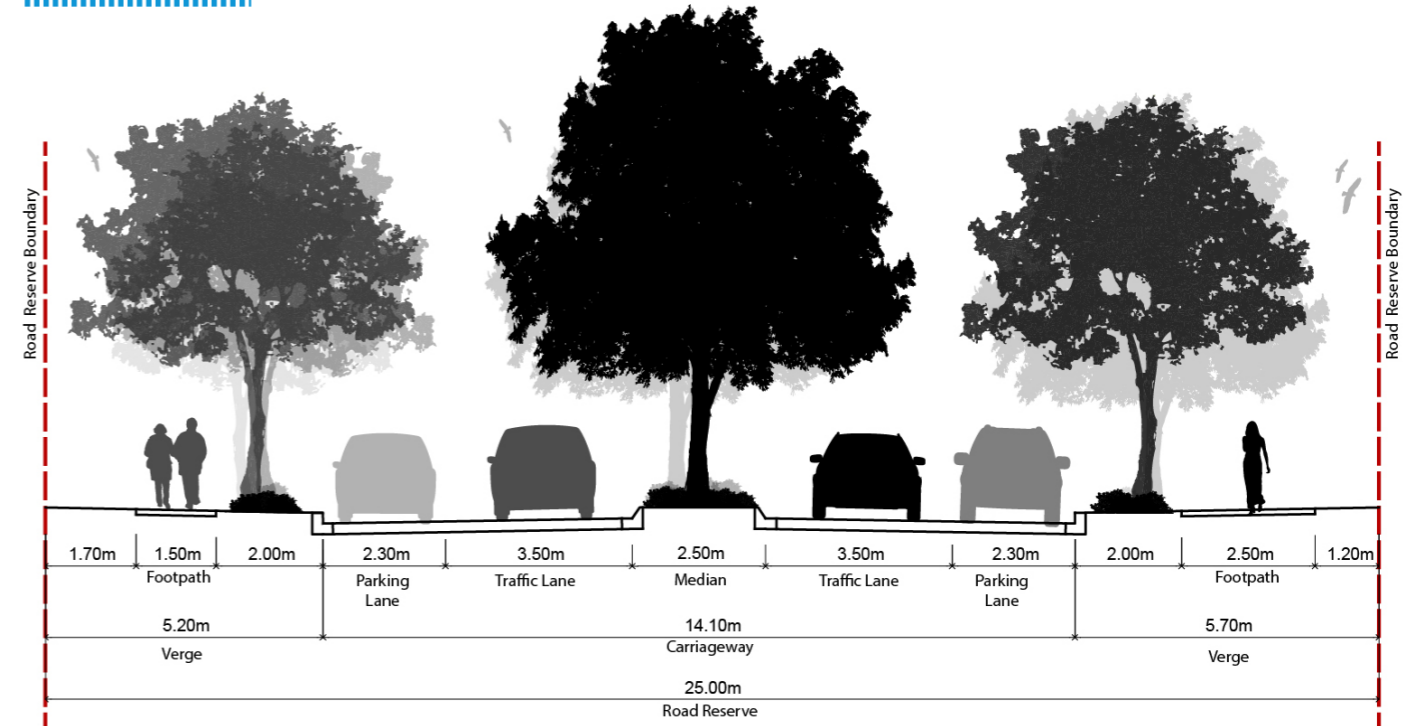 Road Reserve Boundary
Road Reserve Boundary
1.70m 1.50m 2.00m 2.30m 3.50m 2.50m 3.50m 2.30m 2.00m 2.50m 1.20m
Footpath Parking Traffic Lane Median Traffic Lane Parking Footpath
Lane Lane
5.20m 14.10m 5.70m
Verge Carriageway Verge
25.00m
Road Reserve